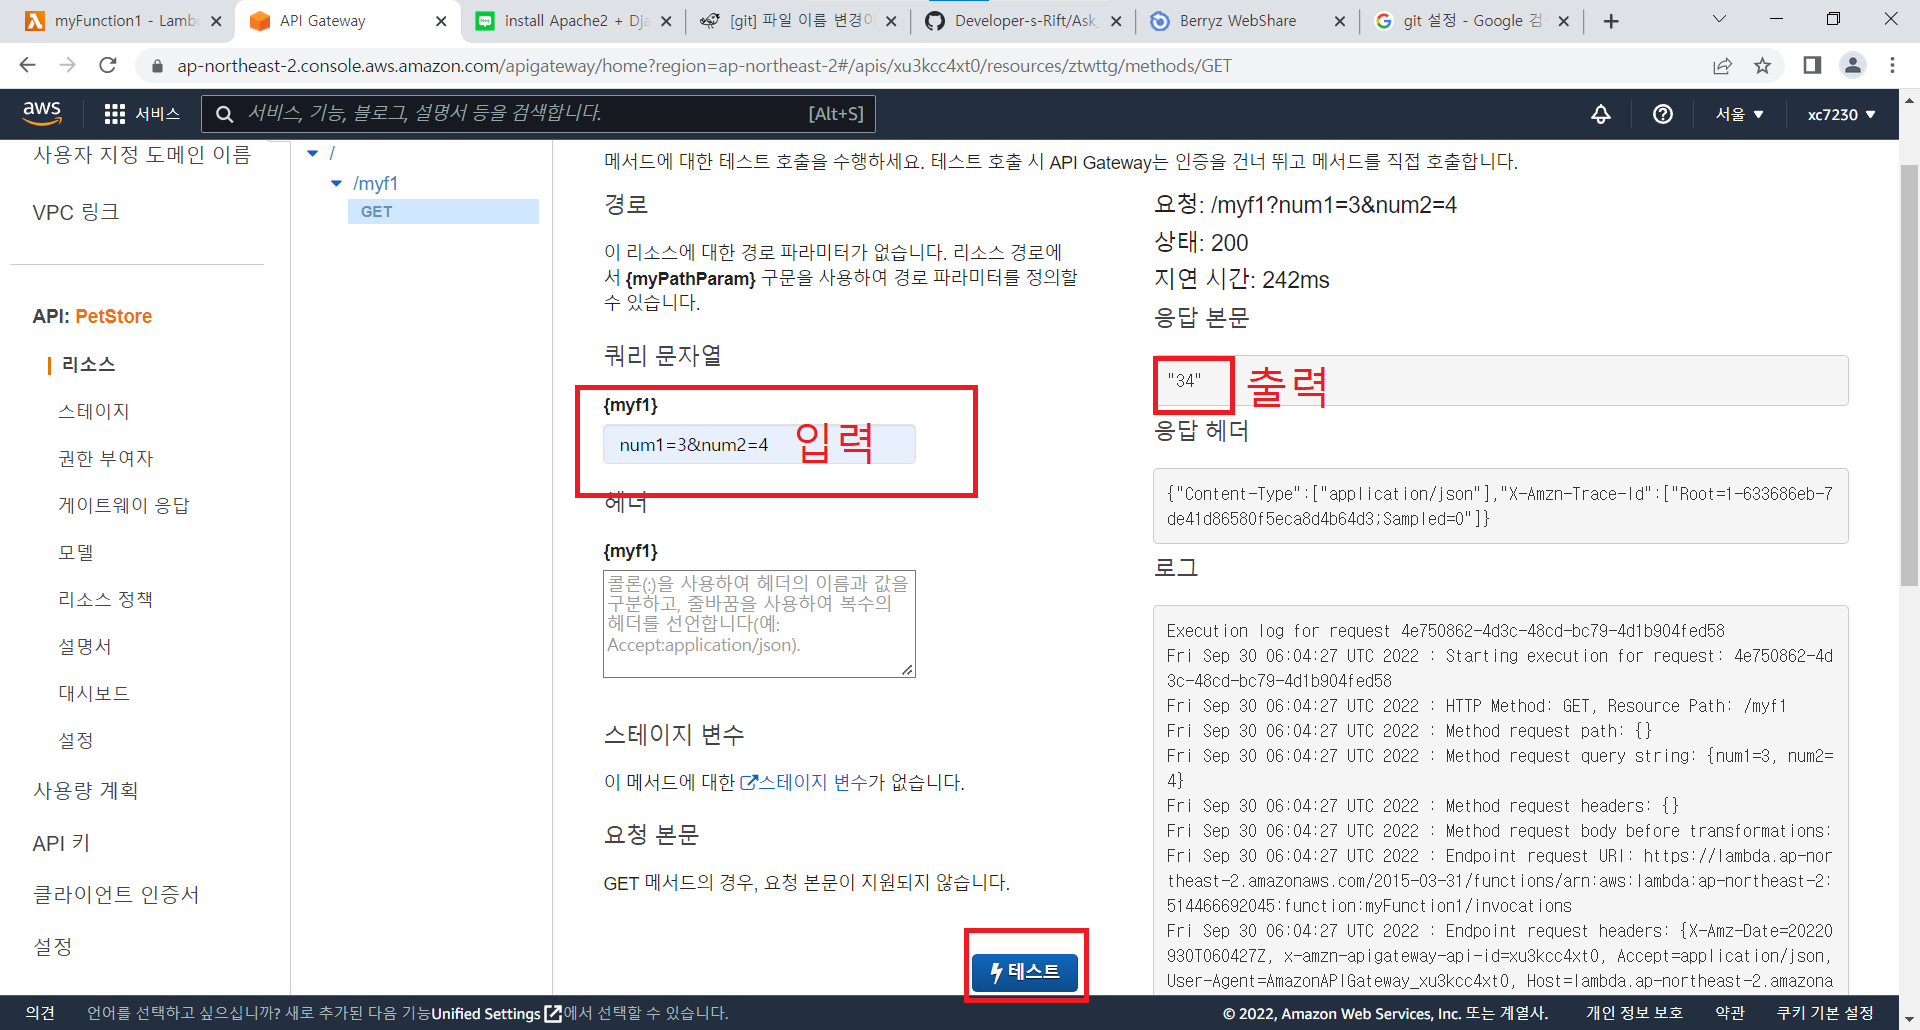 myFunction1 - Lamb
API Gateway
install Apache2 + Dja
[git] 파일 이름 변경이
Developer-s-Rift/Ask
Berryz WebShare
git 설정 - Google 검
ap-northeast-2.console.aws.amazon.com/apigateway/home?region=ap-northeast-2#/apis/xu3kcc4xt0/resources/ztwttg/methods/GET
aws
서비스
서비스, 기능, 블로그, 설명서 등을 검색합니다.
[Alt+S]
서울
xc7230
사용자 지정 도메인 이름
VPC 링크
API: PetStore
리소스
스테이지
권한 부여자
게이트웨이 응답
모델
리소스 정책
설명서
대시보드
설정
사용량 계획
API 키
클라이언트 인증서
설정
/
/myf1
GET
메서드에 대한 테스트 호출을 수행하세요. 테스트 호출 시 API Gateway는 인증을 건너 뛰고 메서드를 직접 호출합니다.
경로
이 리소스에 대한 경로 파라미터가 없습니다. 리소스 경로에
서 {myPathParam} 구문을 사용하여 경로 파라미터를 정의할
수 있습니다.
쿼리 문자열
{myf1}
num1=3&num2=4
입력
헤더
{myf1}
콜론(:)을 사용하여 헤더의 이름과 값을
구분하고, 줄바꿈을 사용하여 복수의
헤더를 선언합니다(예:
Accept:application/json).
스테이지 변수
이 메서드에 대한 스테이지 변수가 없습니다.
요청 본문
GET 메서드의 경우, 요청 본문이 지원되지 않습니다.
테스트
요청: /myf1?num1=3&num2=4
상태: 200
지연 시간: 242ms
응답 본문
"34"
출력
응답 헤더
{"Content-Type":["application/json"],"X-Amzn-Trace-Id":["Root=1-633686eb-7
de41d86580f5eca8d4b64d3;Sampled=0"]}
로그
Execution log for request 4e750862-4d3c-48cd-bc79-4d1b904fed58
Fri Sep 30 06:04:27 UTC 2022 : Starting execution for request: 4e750862-4d
3c-48cd-bc79-4d1b904fed58
Fri Sep 30 06:04:27 UTC 2022 : HTTP Method: GET, Resource Path: /myf1
Fri Sep 30 06:04:27 UTC 2022 : Method request path: {}
Fri Sep 30 06:04:27 UTC 2022 : Method request query string: {num1=3, num2=
4}
Fri Sep 30 06:04:27 UTC 2022 : Method request headers: {}
Fri Sep 30 06:04:27 UTC 2022 : Method request body before transformations:
Fri Sep 30 06:04:27 UTC 2022 : Endpoint request URI: https://lambda.ap-nor
theast-2.amazonaws.com/2015-03-31/functions/arn:aws:lambda:ap-northeast-2:
514466692045:function:myFunction1/invocations
Fri Sep 30 06:04:27 UTC 2022 : Endpoint request headers: {X-Amz-Date=20220
930T060427Z, x-amzn-apigateway-api-id=xu3kcc4xt0, Accept=application/json,
User-Agent=AmazonAPIGateway_xu3kcc4xt0, Host=lambda.ap-northeast-2.amazona
의견
언어를 선택하고 싶으십니까? 새로 추가된 다음 기능Unified Settings에서 선택할 수 있습니다.
© 2022, Amazon Web Services, Inc. 또는 계열사.
개인 정보 보호
약관
쿠키 기본 설정